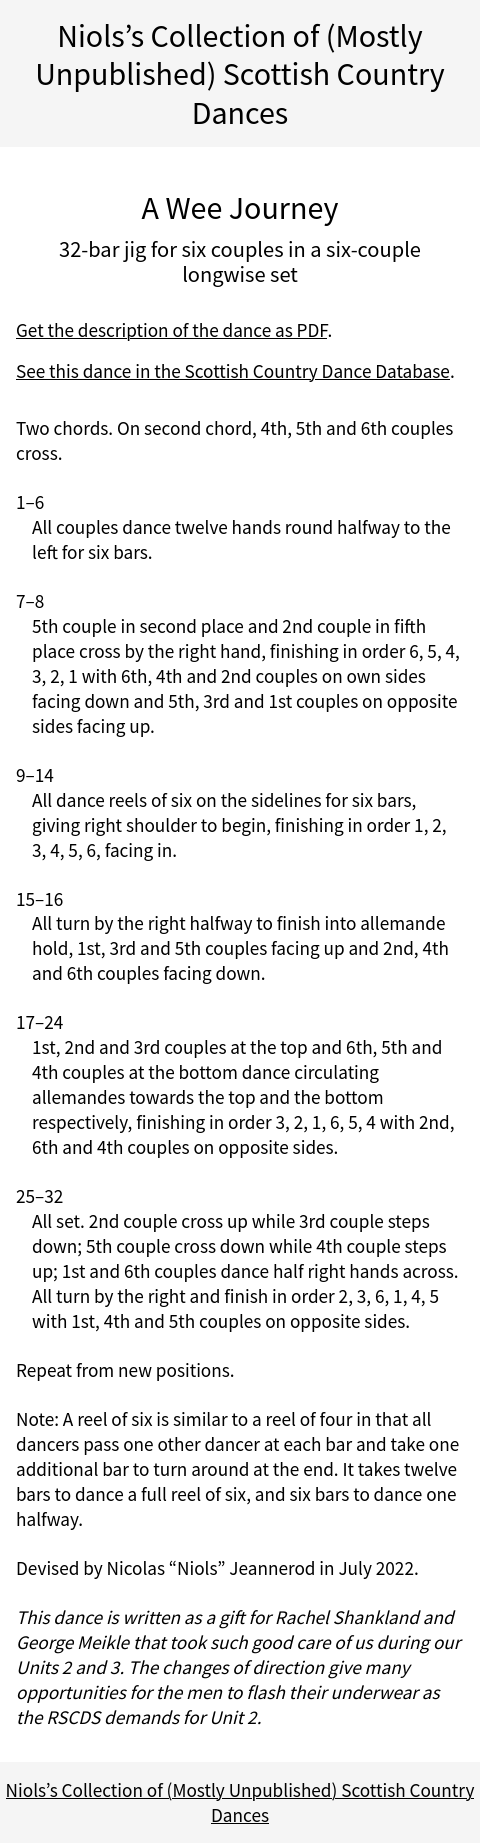 Niols’s Collection of (Mostly
Unpublished) Scottish Country
Dances
A Wee Journey
32-bar jig for six couples in a six-couple
longwise set
Get the description of the dance as PDF.
See this dance in the Scottish Country Dance Database.
Two chords. On second chord, 4th, 5th and 6th couples
cross.
1–6
All couples dance twelve hands round halfway to the
left for six bars.
7–8
5th couple in second place and 2nd couple in fifth
place cross by the right hand, finishing in order 6, 5, 4,
3, 2, 1 with 6th, 4th and 2nd couples on own sides
facing down and 5th, 3rd and 1st couples on opposite
sides facing up.
9–14
All dance reels of six on the sidelines for six bars,
giving right shoulder to begin, finishing in order 1, 2,
3, 4, 5, 6, facing in.
15–16
All turn by the right halfway to finish into allemande
hold, 1st, 3rd and 5th couples facing up and 2nd, 4th
and 6th couples facing down.
17–24
1st, 2nd and 3rd couples at the top and 6th, 5th and
4th couples at the bottom dance circulating
allemandes towards the top and the bottom
respectively, finishing in order 3, 2, 1, 6, 5, 4 with 2nd,
6th and 4th couples on opposite sides.
25–32
All set. 2nd couple cross up while 3rd couple steps
down; 5th couple cross down while 4th couple steps
up; 1st and 6th couples dance half right hands across.
All turn by the right and finish in order 2, 3, 6, 1, 4, 5
with 1st, 4th and 5th couples on opposite sides.
Repeat from new positions.
Note: A reel of six is similar to a reel of four in that all
dancers pass one other dancer at each bar and take one
additional bar to turn around at the end. It takes twelve
bars to dance a full reel of six, and six bars to dance one
halfway.
Devised by Nicolas “Niols” Jeannerod in July 2022.
This dance is written as a gift for Rachel Shankland and
George Meikle that took such good care of us during our
Units 2 and 3. The changes of direction give many
opportunities for the men to flash their underwear as
the RSCDS demands for Unit 2.
Niols’s Collection of (Mostly Unpublished) Scottish Country
Dances